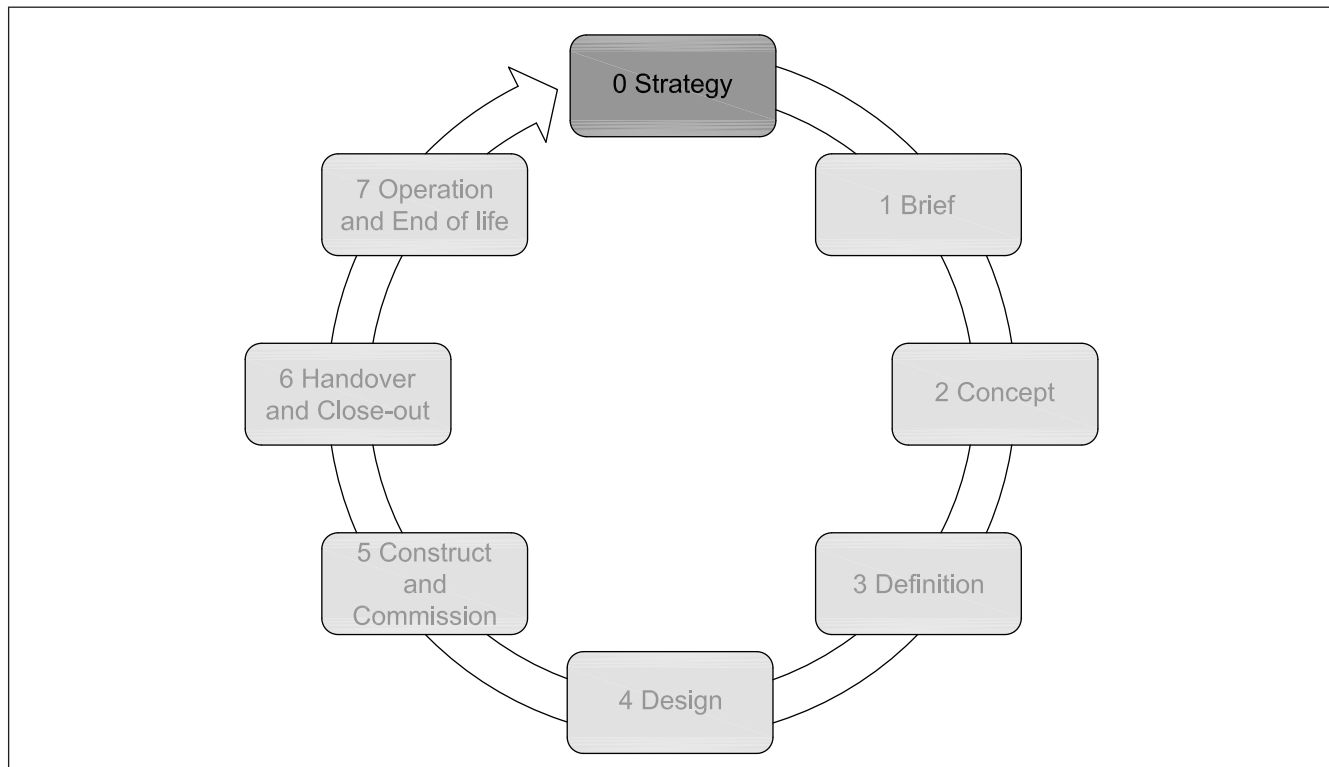 0 Strategy
1 Brief
2 Concept
3 Definition
4 Design
5 Construct
and
Commission
6 Handover
and Close-out
7 Operation
and End of life